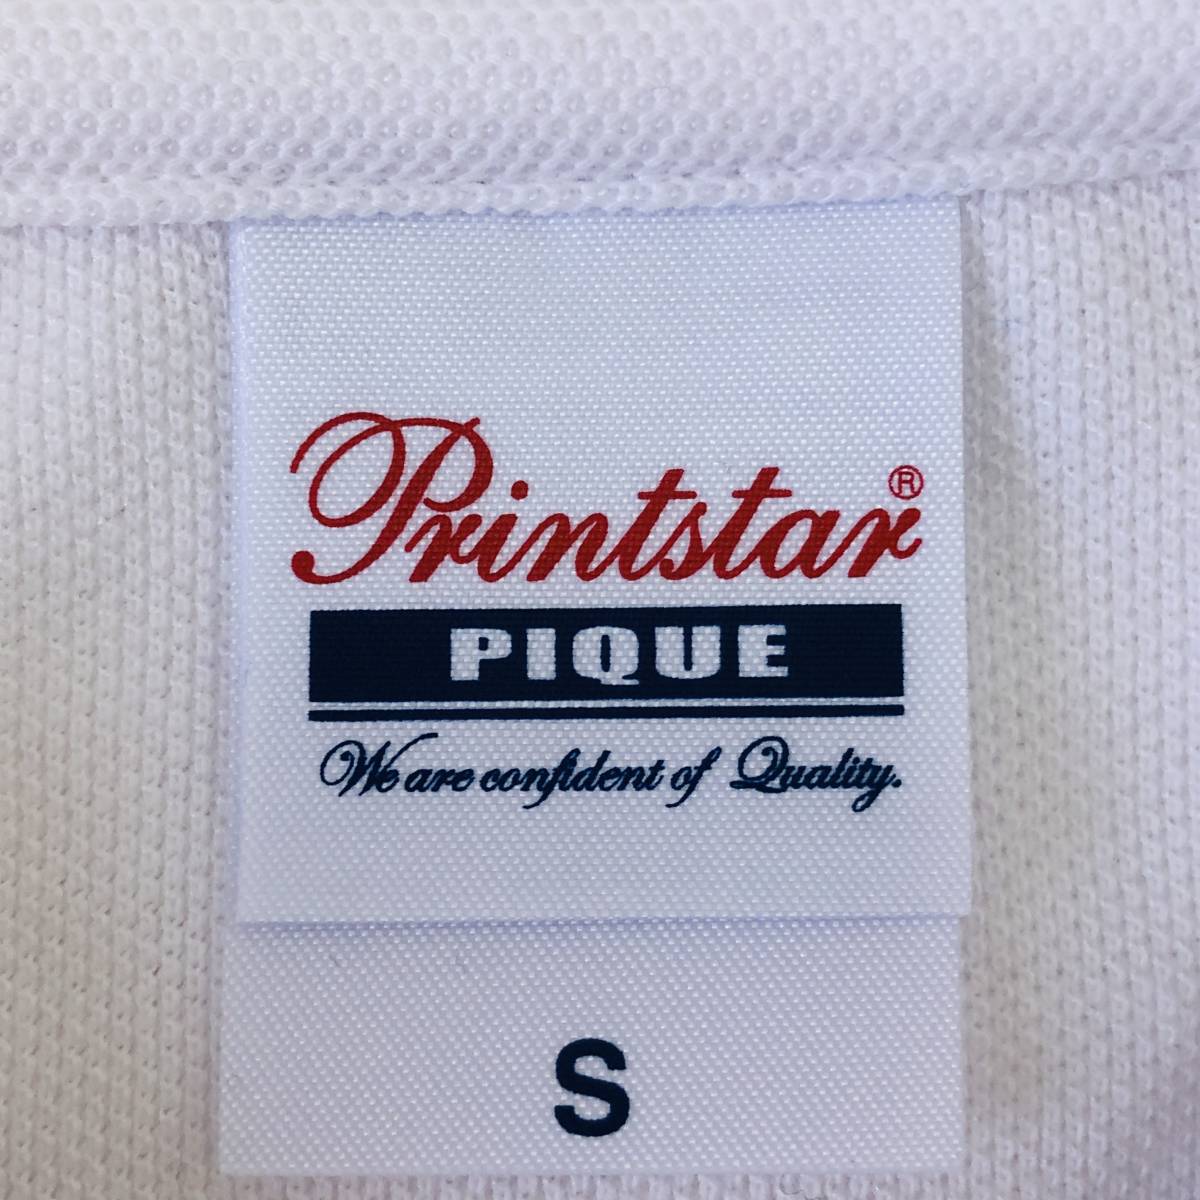 Printstar®
PIQUE
We are confident of Quality.
S